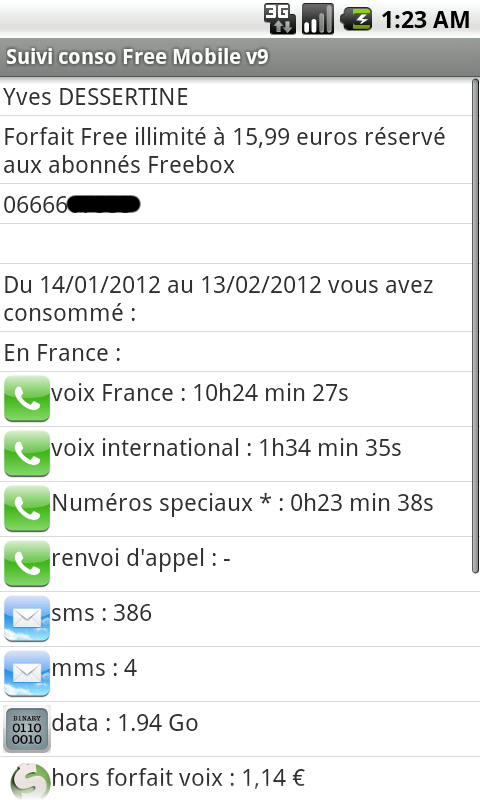 3G
1:23 AM
Suivi conso Free Mobile v9
Yves DESSERTINE
Forfait Free illimité à 15,99 euros réservé
aux abonnés Freebox
06666
Du 14/01/2012 au 13/02/2012 vous avez
consommé :
En France :
voix France : 10h24 min 27s
voix international : 1h34 min 35s
Numéros speciaux * : 0h23 min 38s
renvoi d'appel : -
sms : 386
mms : 4
BINARY
0110
0010
data : 1.94 Go
S
hors forfait voix : 1,14 €